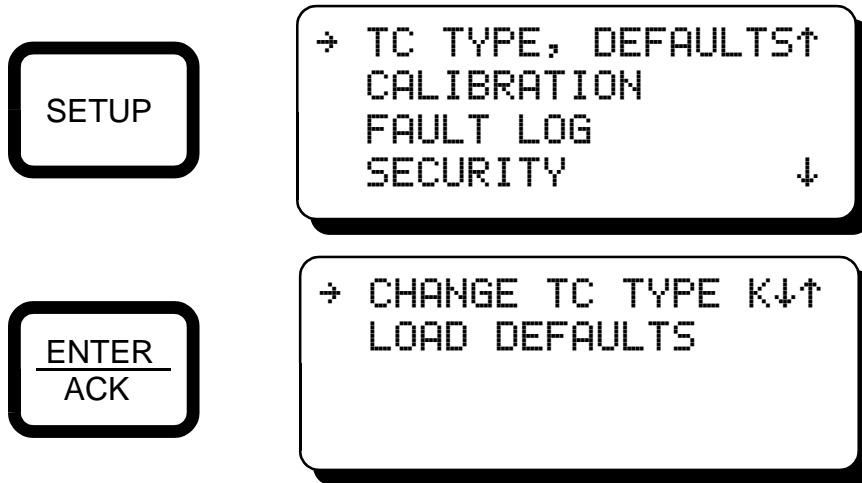 SETUP
→ TC TYPE, DEFAULTS↑
CALIBRATION
FAULT LOG
SECURITY ↓
ENTER
ACK
→ CHANGE TC TYPE K↓↑
LOAD DEFAULTS